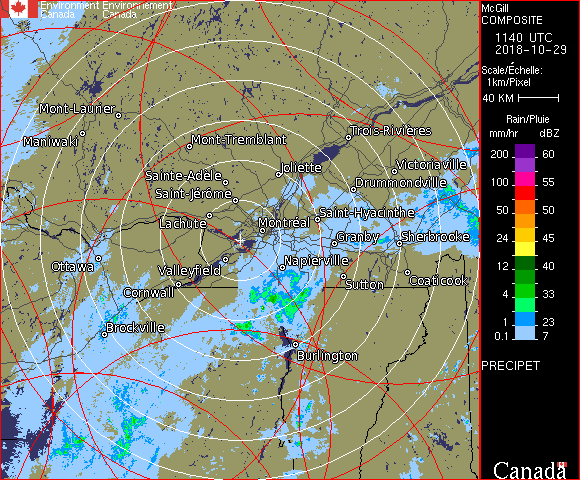 Environment Environnement
Canada Canada
McGill
COMPOSITE
1140 UTC
2018-10-29
Scale/Échelle:
1km/Pixel
40 KM
Rain/Pluie
mm/hr dBZ
200 60
150 57
100 55
50 50
24 45
12 40
4 33
1 23
0.1 7
PRECIPET
Canada
Mont-Laurier
Maniwaki
Mont-Tremblant
Trois-Rivières
Joliette
Victoriaville
Sainte-Adèle
Drummondville
Saint-Jérôme
Saint-Hyacinthe
Lachute
Montréal
Granby
Sherbrooke
Ottawa
Valleyfield
Napierville
Cornwall
Sutton
Coaticook
Brockville
Burlington